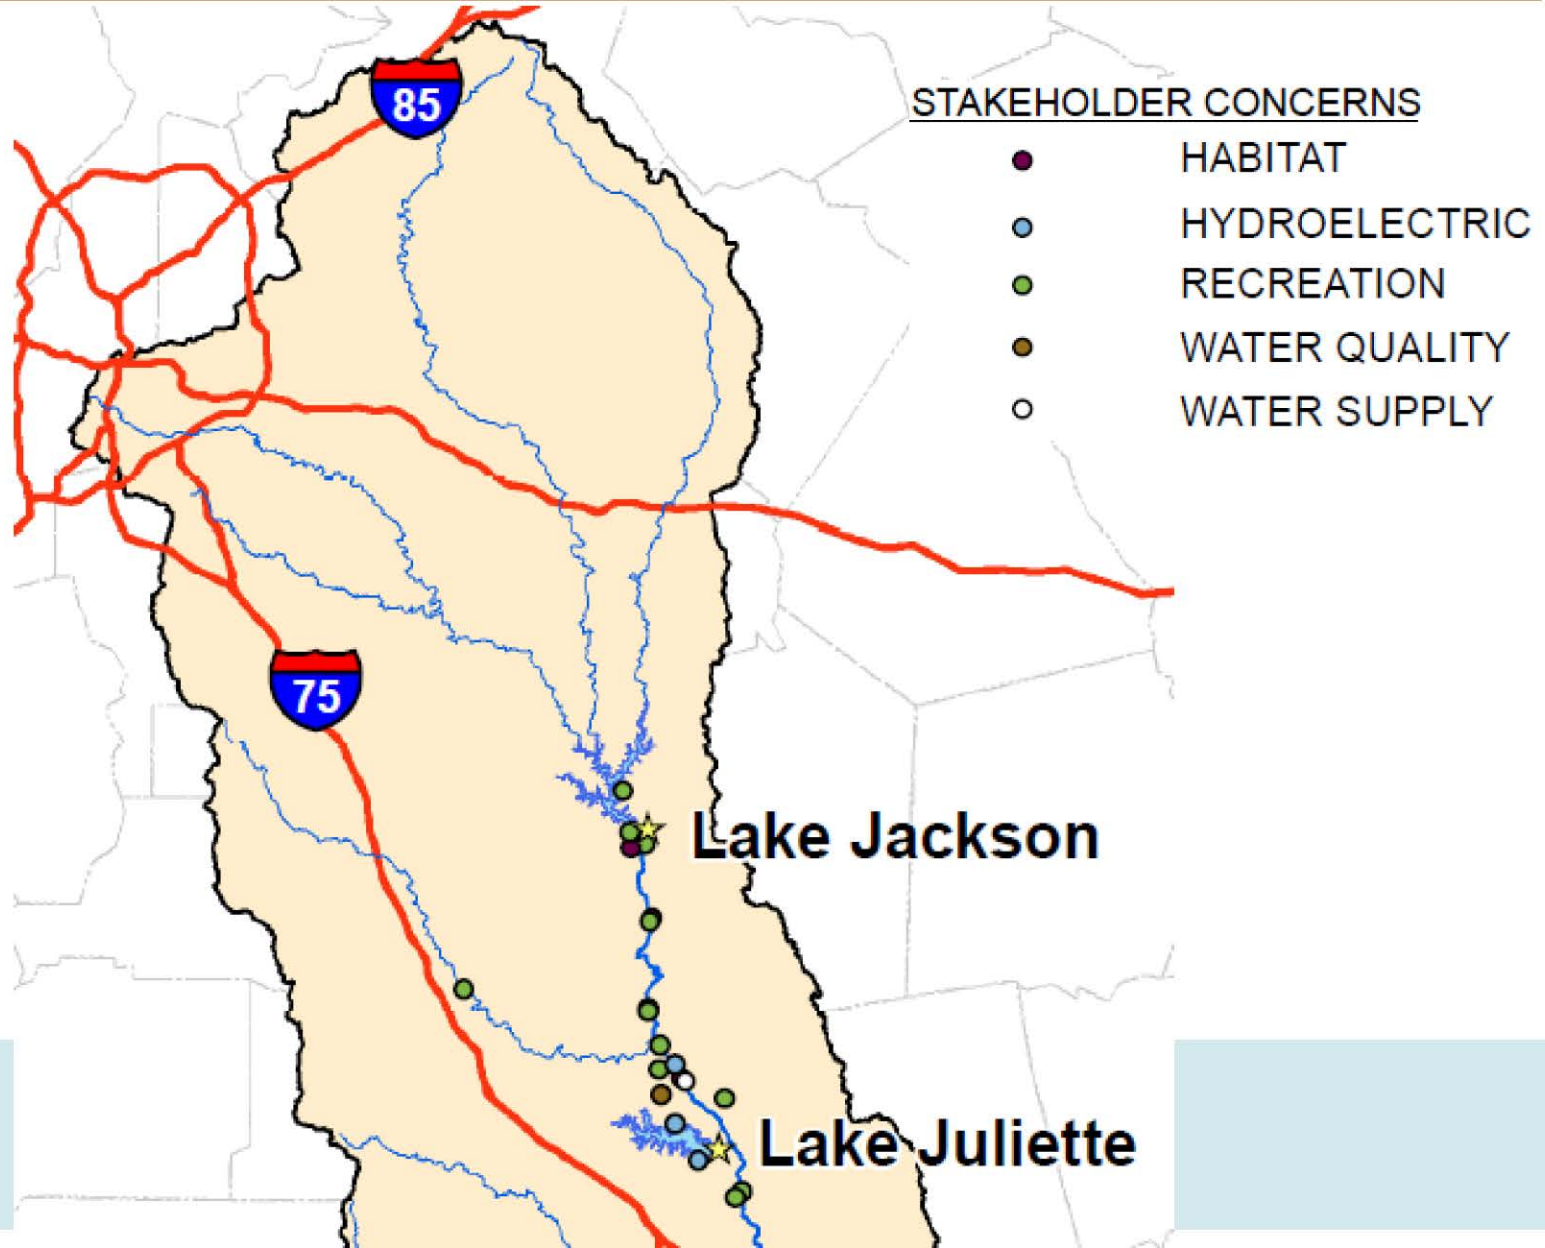 85
STAKEHOLDER CONCERNS
HABITAT
HYDROELECTRIC
RECREATION
WATER QUALITY
WATER SUPPLY
75
Lake Jackson
Lake Juliette